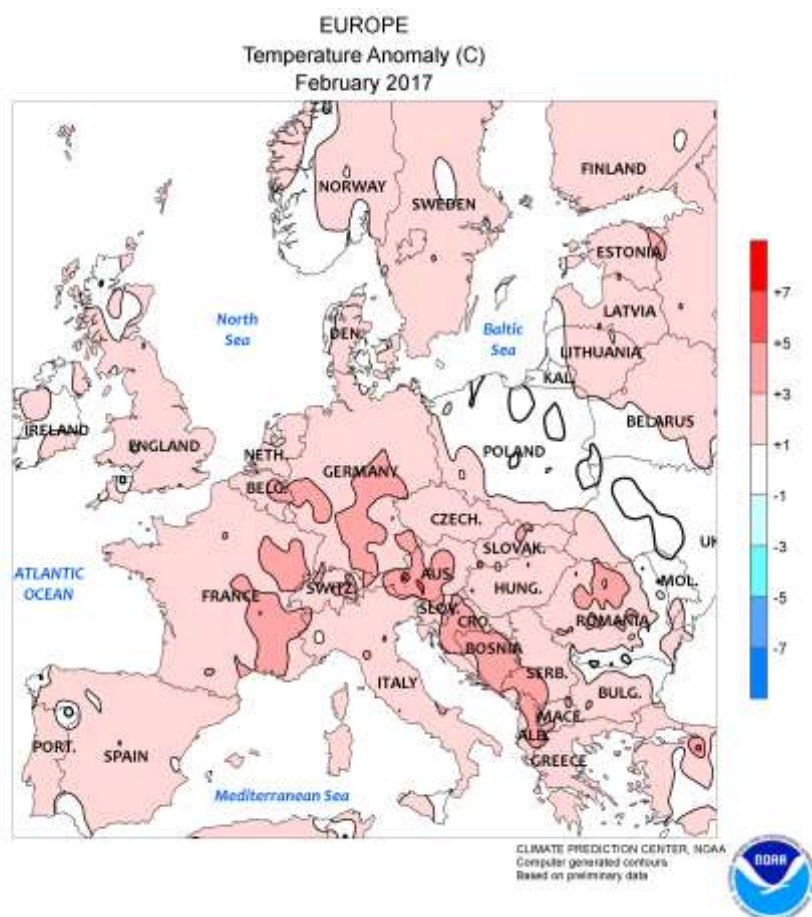 EUROPE
Temperature Anomaly (C)
February 2017
FINLAND
NORWAY
SWEDEN
ESTONIA
LATVIA
North
Sea
Baltic
Sea
DEN.
LITHUANIA
KAL.
IRELAND
ENGLAND
BELARUS
POLAND
NETH.
GERMANY
BELG.
CZECH.
SLOVAK.
UK
ATLANTIC
OCEAN
FRANCE
SWITZ.
AUS.
HUNG.
MOL.
SLOV.
CRO.
ROMANIA
BOSNIA
SERB.
ITALY
BULG.
MACE.
ALB.
PORT.
SPAIN
GREECE
Mediterranean Sea
+7
+5
+3
+1
-1
-3
-5
-7
CLIMATE PREDICTION CENTER, NOAA
Computer generated contours
Based on preliminary data
NOAA